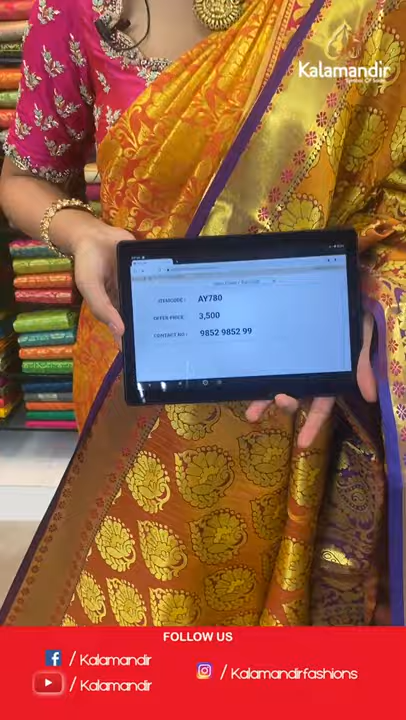 Kalamandir
ITEMCODE : AY780
OFFER PRICE : 3,500
CONTACT NO : 9852 9852 99
FOLLOW US
/ Kalamandir
/ Kalamandirfashions
/ Kalamandir